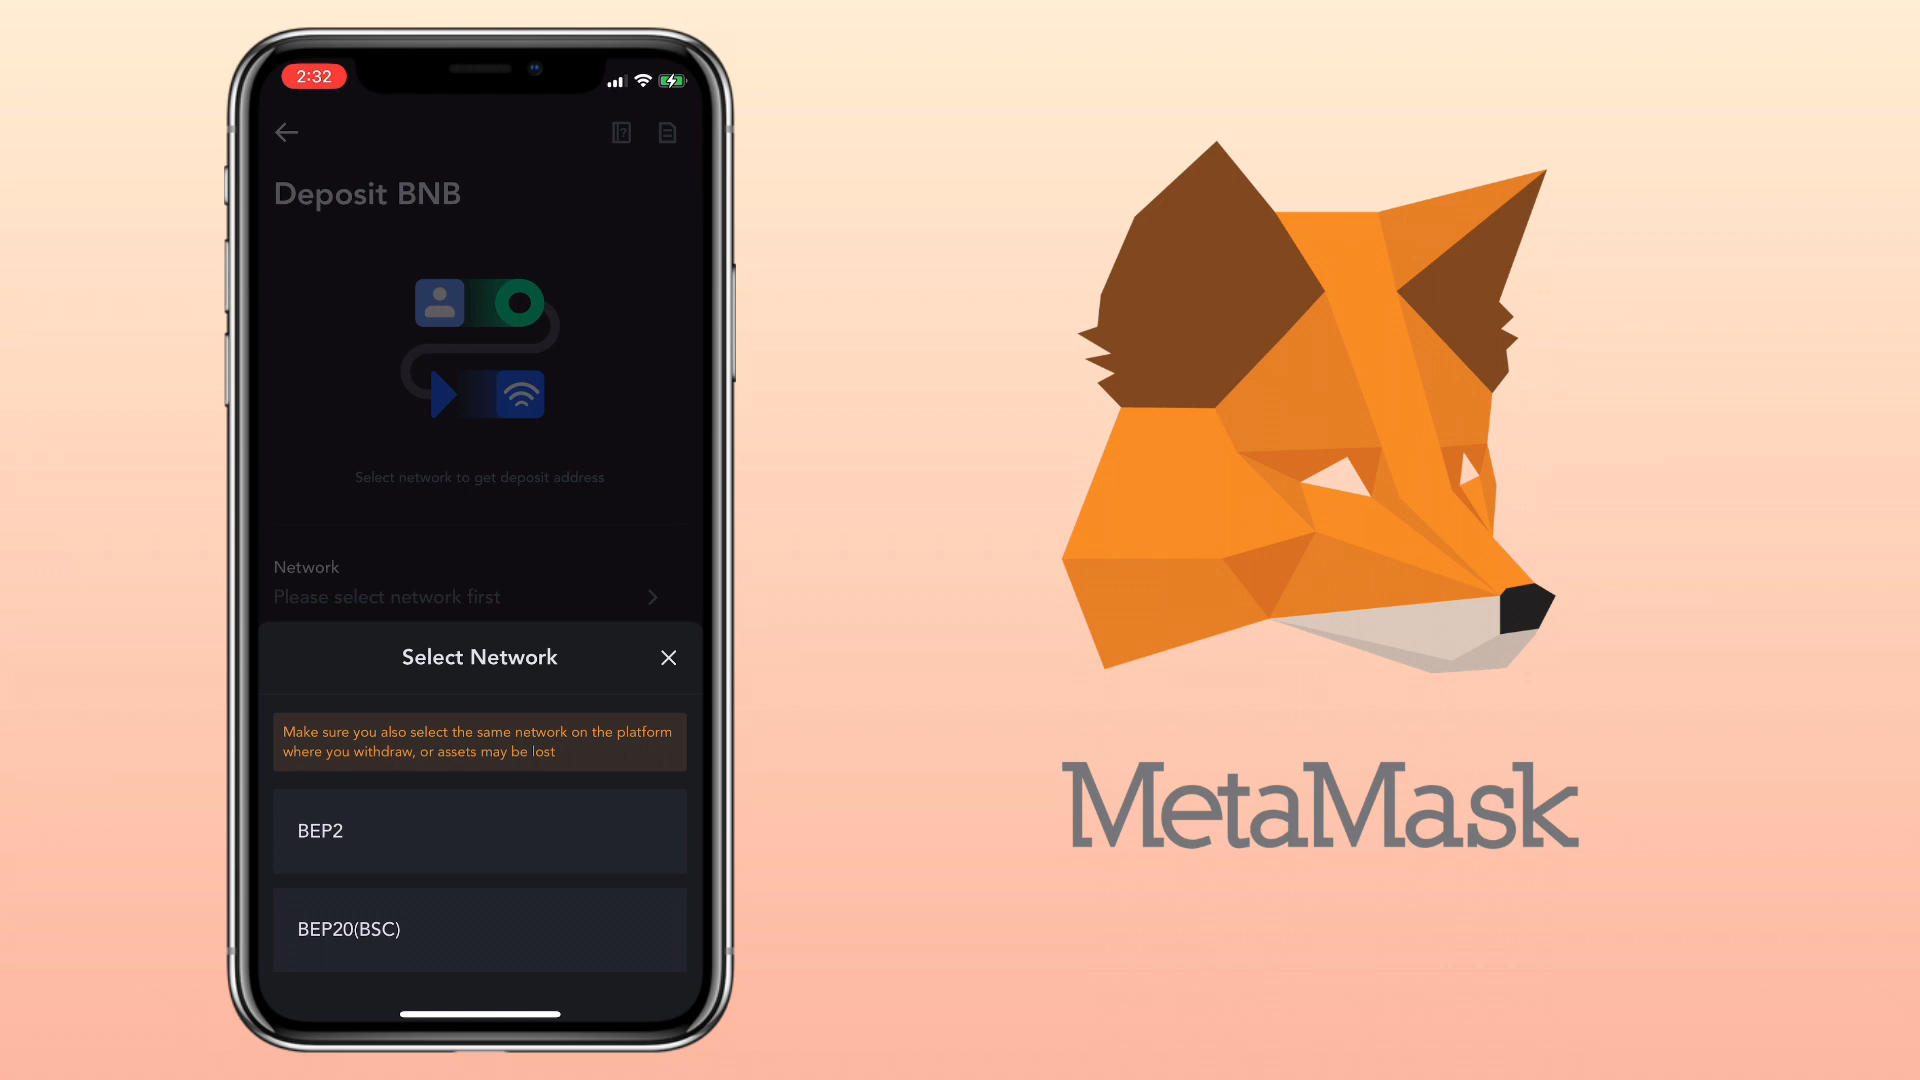 2:32
Deposit BNB
Select network to get deposit address
Network
Please select network first
Select Network
Make sure you also select the same network on the platform
where you withdraw, or assets may be lost
BEP2
BEP20(BSC)
MetaMask